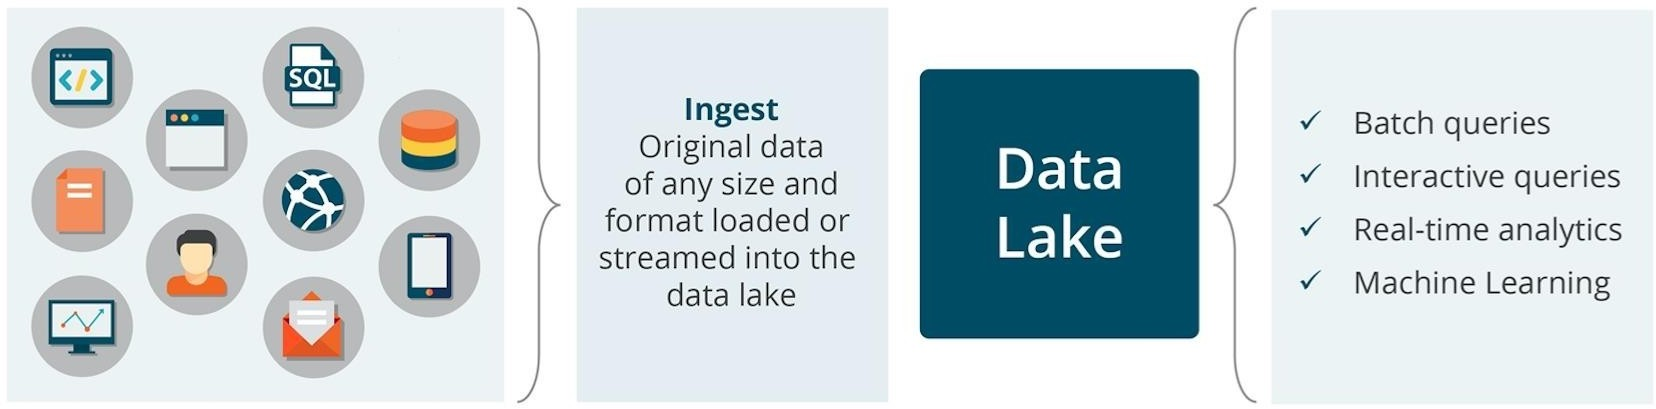 SQL
Ingest
Original data
of any size and
format loaded or
streamed into the
data lake
Data
Lake
Batch queries
Interactive queries
Real-time analytics
Machine Learning